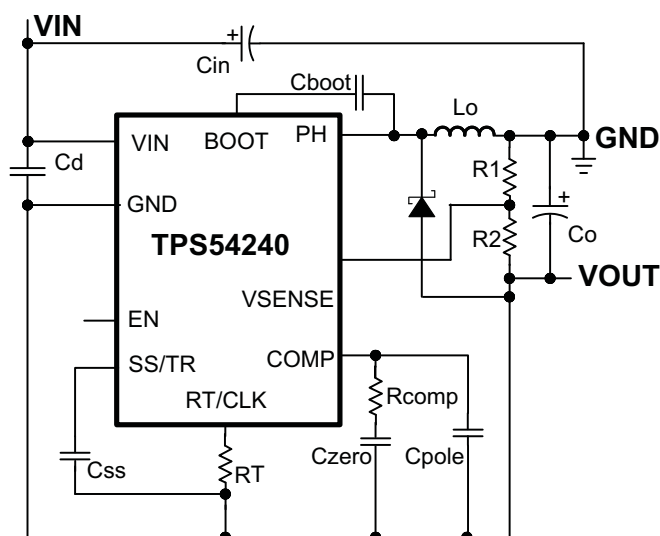 VIN
+
Cin
Cboot
Lo
VIN
BOOT
PH
GND
Cd
R1
GND
+
TPS54240
R2
Co
VOUT
VSENSE
EN
COMP
SS/TR
Rcomp
RT/CLK
Czero
Cpole
Css
RT